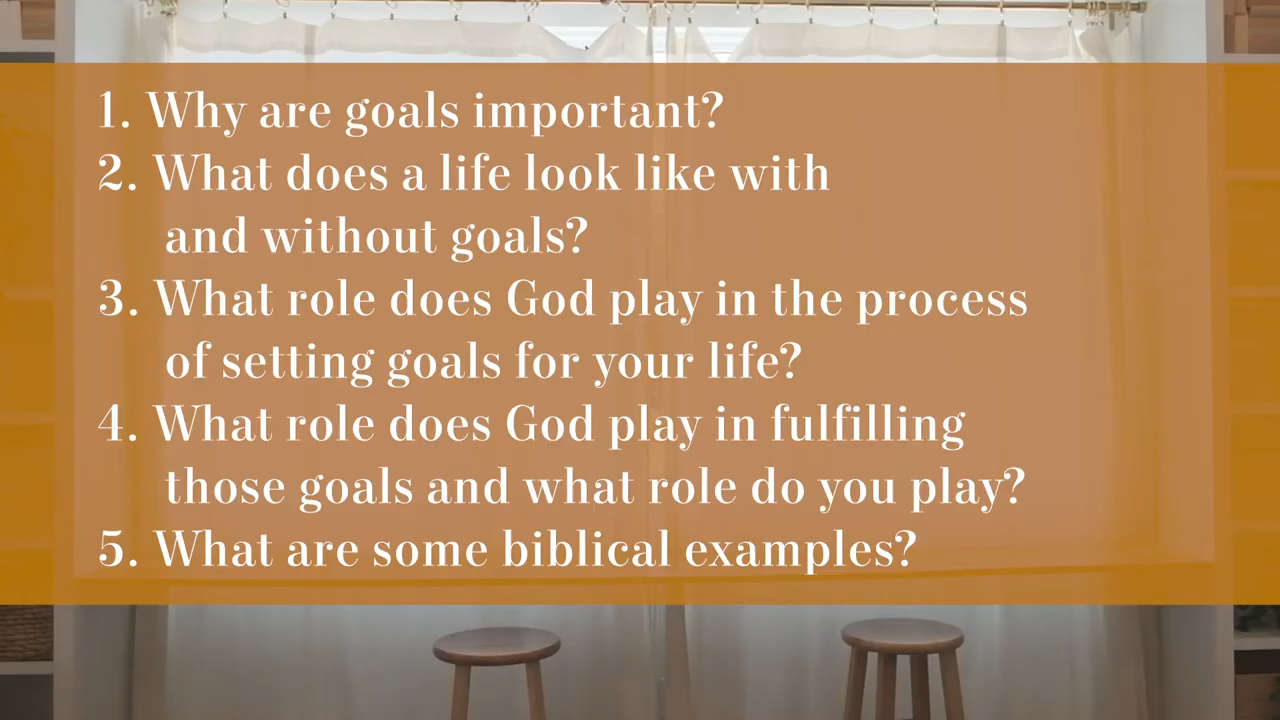 1. Why are goals important?
2. What does a life look like with
and without goals?
3. What role does God play in the process
of setting goals for your life?
4. What role does God play in fulfilling
those goals and what role do you play?
5. What are some biblical examples?